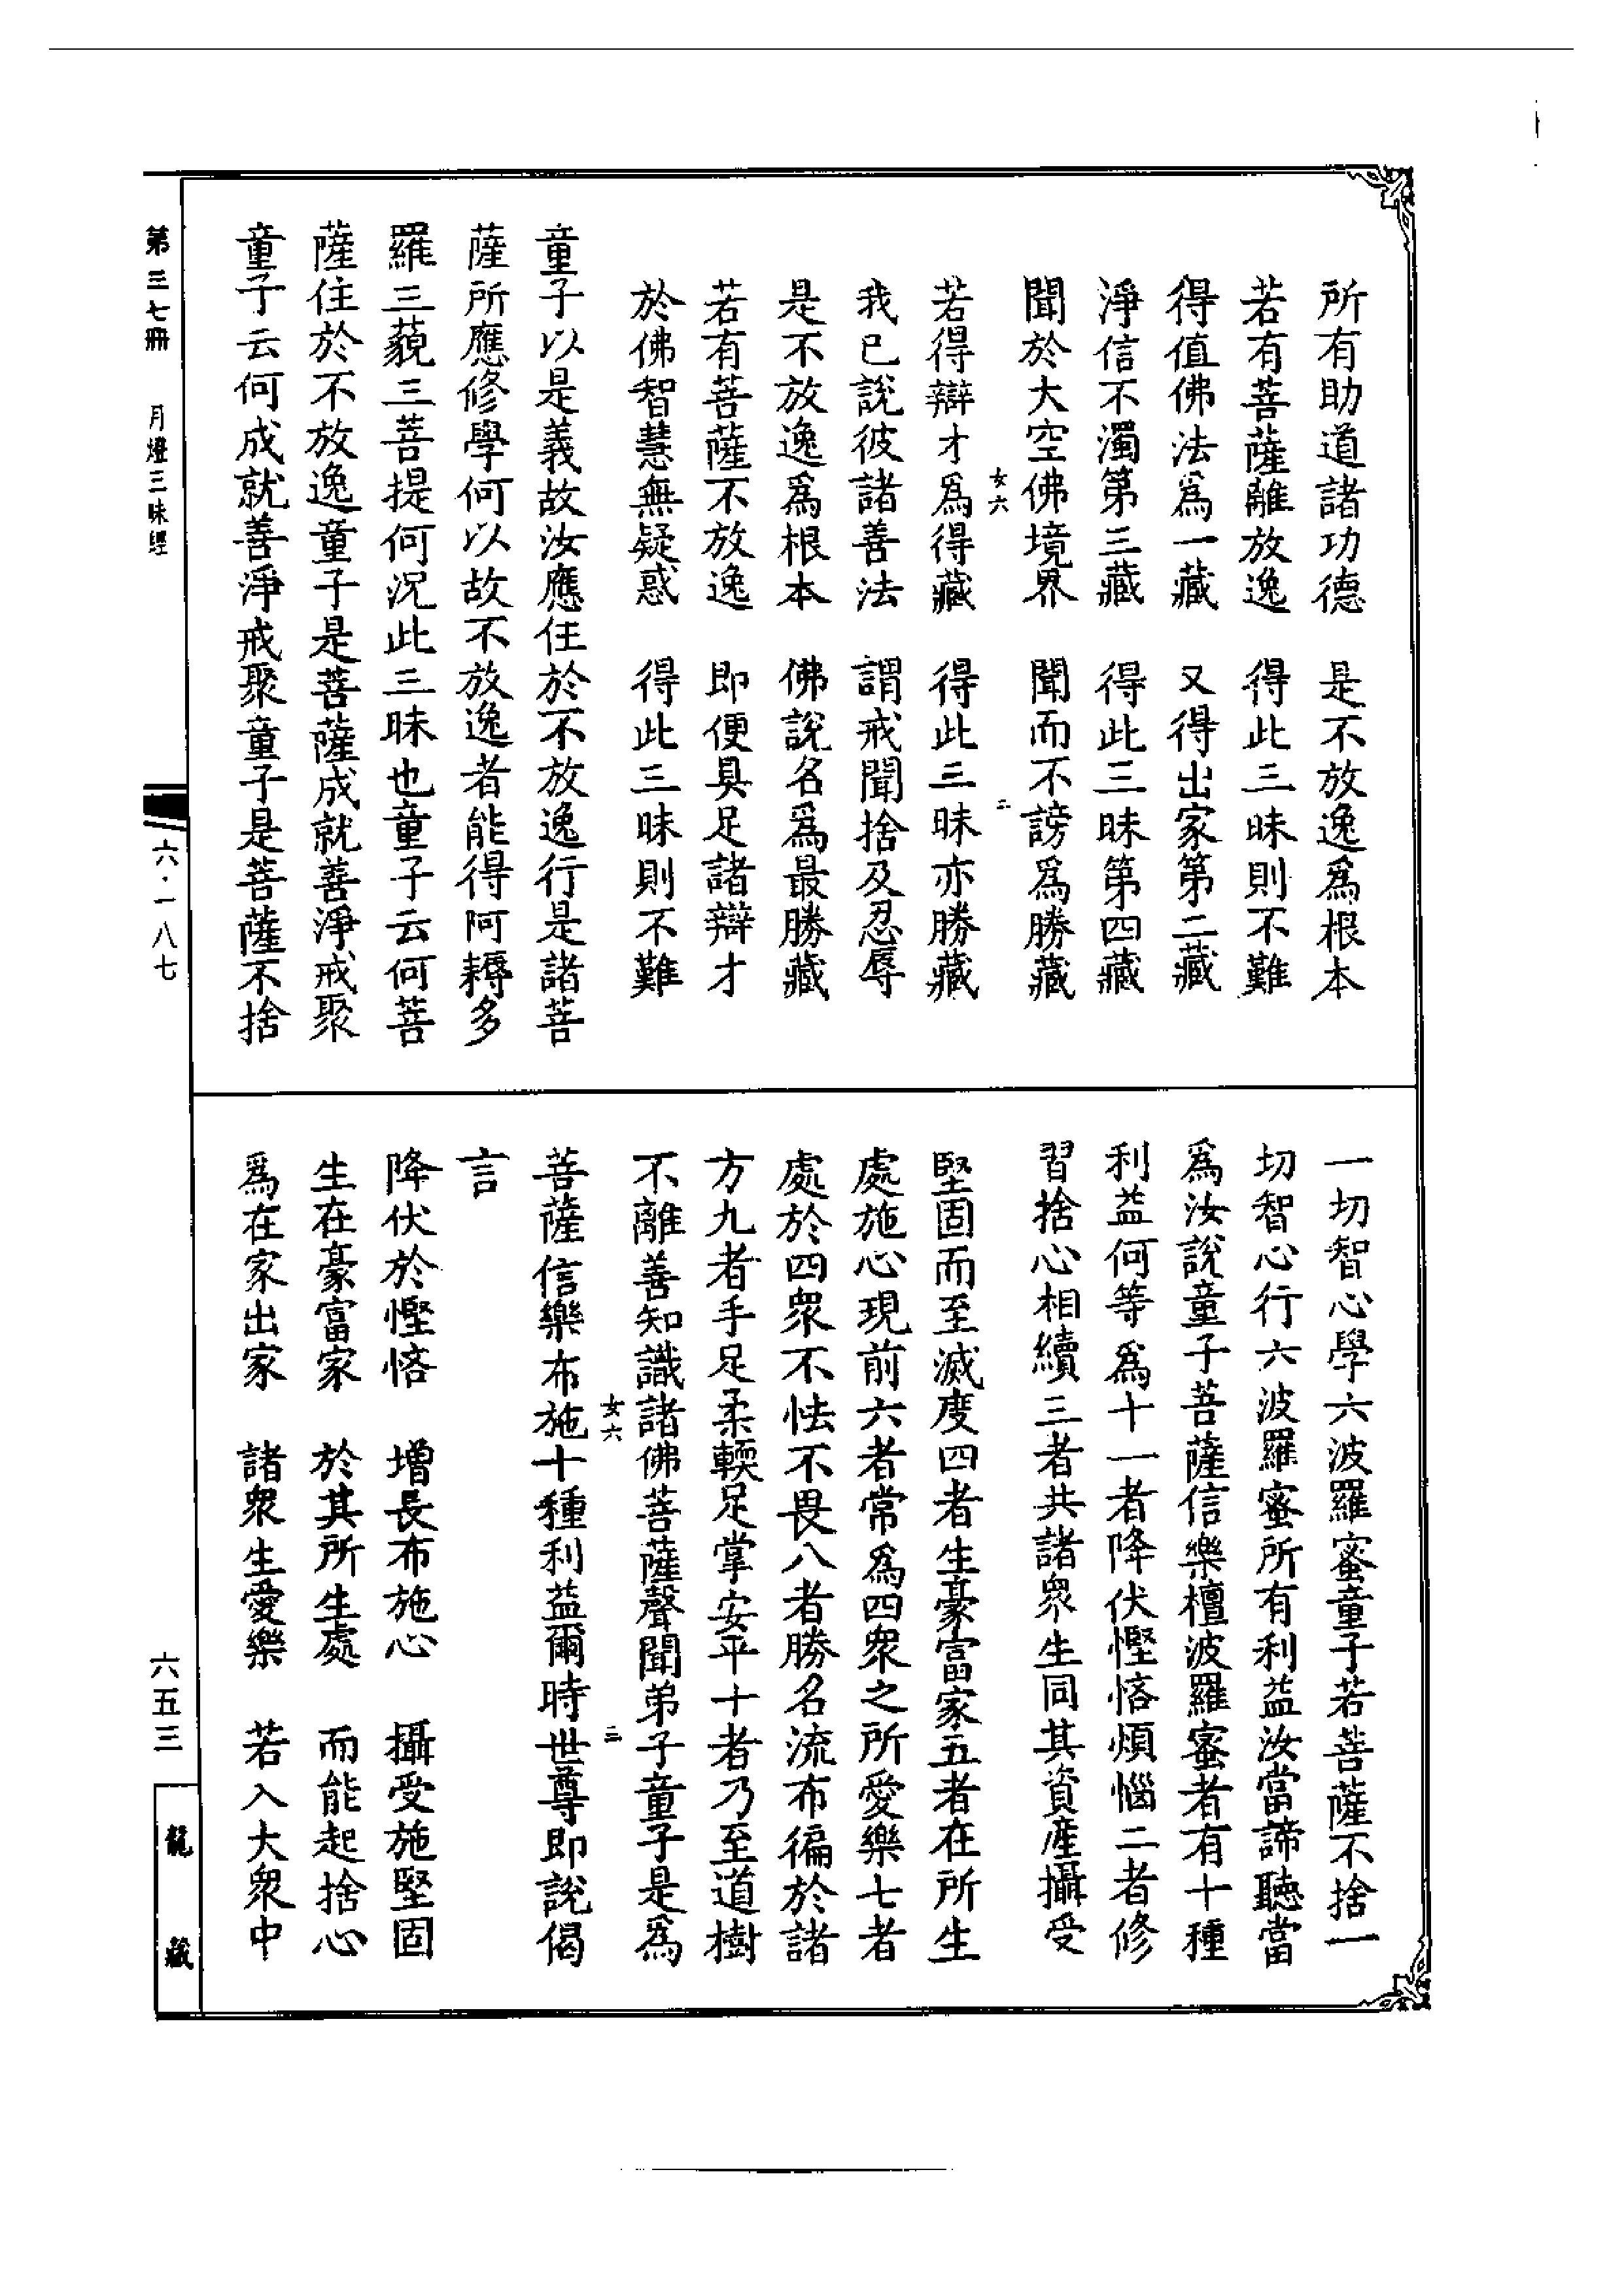 所有助道諸功德　是不放逸爲根本
若有菩薩離放逸　得此三昧則不難
得值佛法爲一藏　又得出家第二藏
淨信不濁第三藏　得此三昧第四藏
聞於大空佛境界　聞而不謗爲勝藏
女六　二
若得辯才爲得藏　得此三昧亦勝藏
我已說彼諸善法　謂戒聞捨及忍辱
是不放逸爲根本　佛說名爲最勝藏
若有菩薩不放逸　即便具足諸辯才
於佛智慧無疑惑　得此三昧則不難
童子以是義故汝應住於不放逸行是諸菩
薩所應修學何以故不放逸者能得阿耨多
羅三藐三菩提何況此三昧也童子云何菩
薩住於不放逸童子是菩薩成就善淨戒聚
童子云何成就善淨戒聚童子是菩薩不捨
一切智心學六波羅蜜童子若菩薩不捨一
切智心行六波羅蜜所有利益汝當諦聽當
爲汝說童子菩薩信樂檀波羅蜜者有十種
利益何等爲十一者降伏慳悋煩惱二者修
習捨心相續三者共諸衆生同其資產攝受
堅固而至滅度四者生豪富家五者在所生
處施心現前六者常爲四衆之所愛樂七者
處於四衆不怯不畏八者勝名流布徧於諸
方九者手足柔輭足掌安平十者乃至道樹
不離善知識諸佛菩薩聲聞弟子童子是爲
女六　三
菩薩信樂布施十種利益爾時世尊即說偈
言
降伏於慳悋　增長布施心　攝受施堅固
生在豪富家　於其所生處　而能起捨心
爲在家出家　諸衆生愛樂　若入大衆中
第三七冊　月燈三昧經
六·一八七
六五三
龍藏